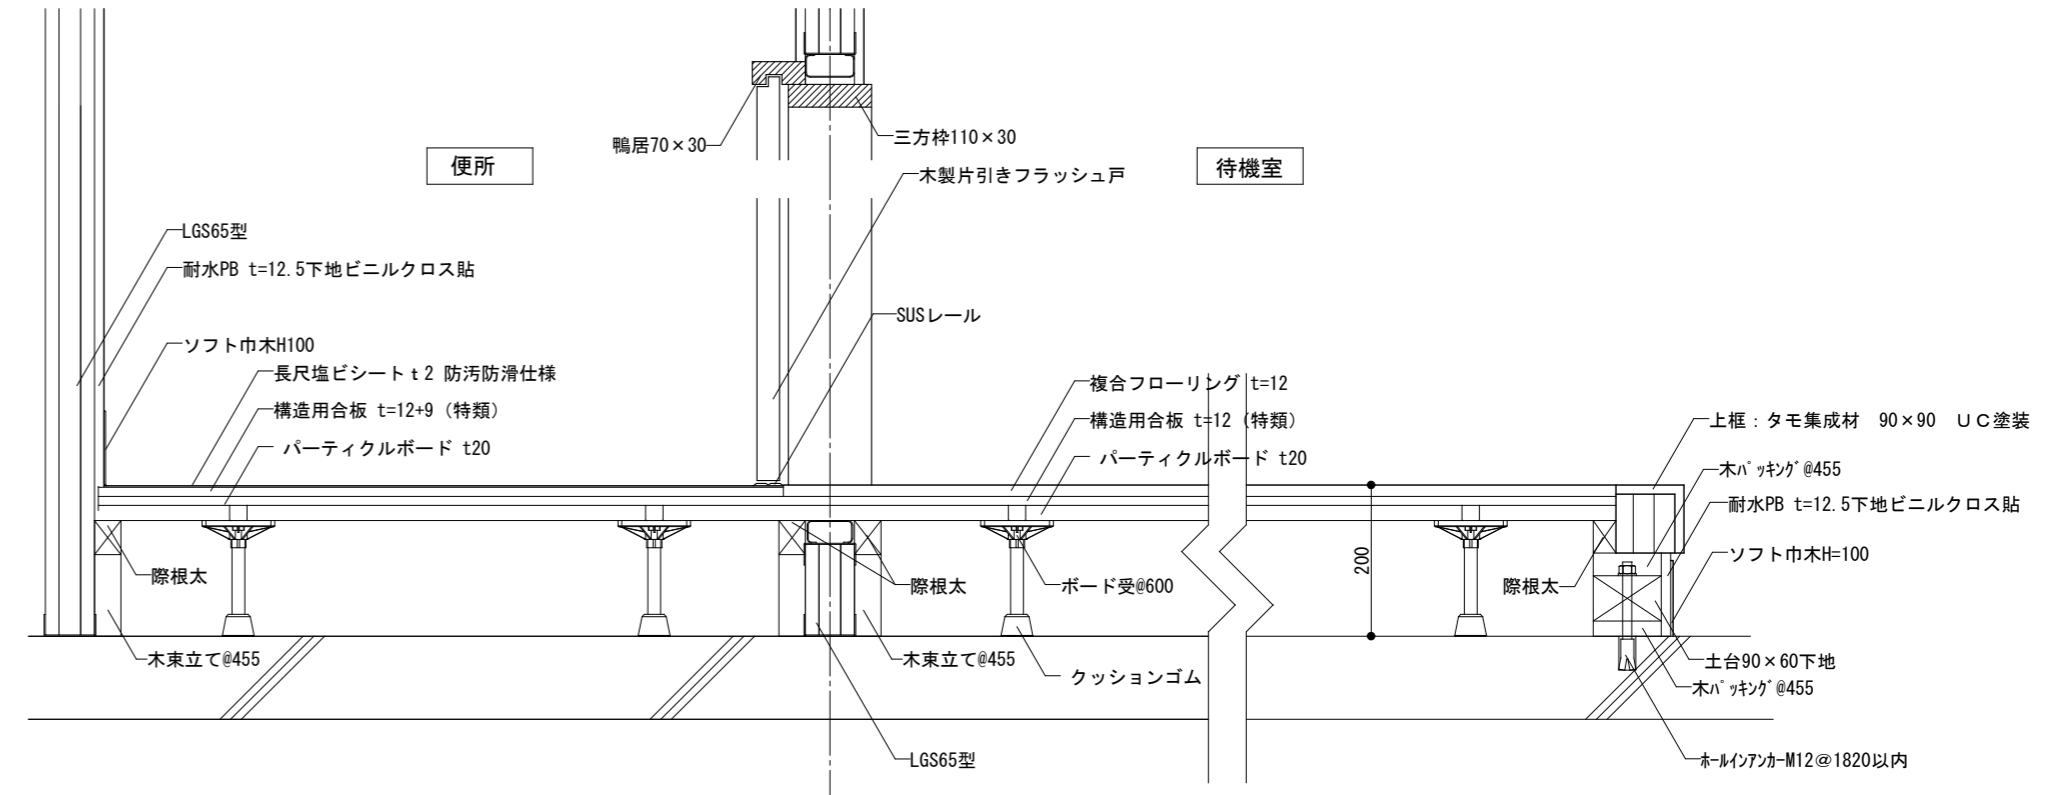 鴨居70×30
三方枠110×30
便所
待機室
木製片引きフラッシュ戸
LGS65型
耐水PB t=12.5下地ビニルクロス貼
SUSレール
ソフト巾木H100
長尺塩ビシートt2 防汚防滑仕様
複合フローリング t=12
構造用合板 t=12+9（特類）
構造用合板 t=12（特類）
上框：タモ集成材　90×90　ＵＣ塗装
パーティクルボード t20
パーティクルボード t20
木ﾊﾟｯｷﾝｸﾞ@455
耐水PB t=12.5下地ビニルクロス貼
ソフト巾木H=100
200
際根太
際根太
ボード受@600
際根太
木束立て@455
木束立て@455
クッションゴム
土台90×60下地
木ﾊﾟｯｷﾝｸﾞ@455
LGS65型
ﾎｰﾙｲﾝｱﾝｶｰM12＠1820以内